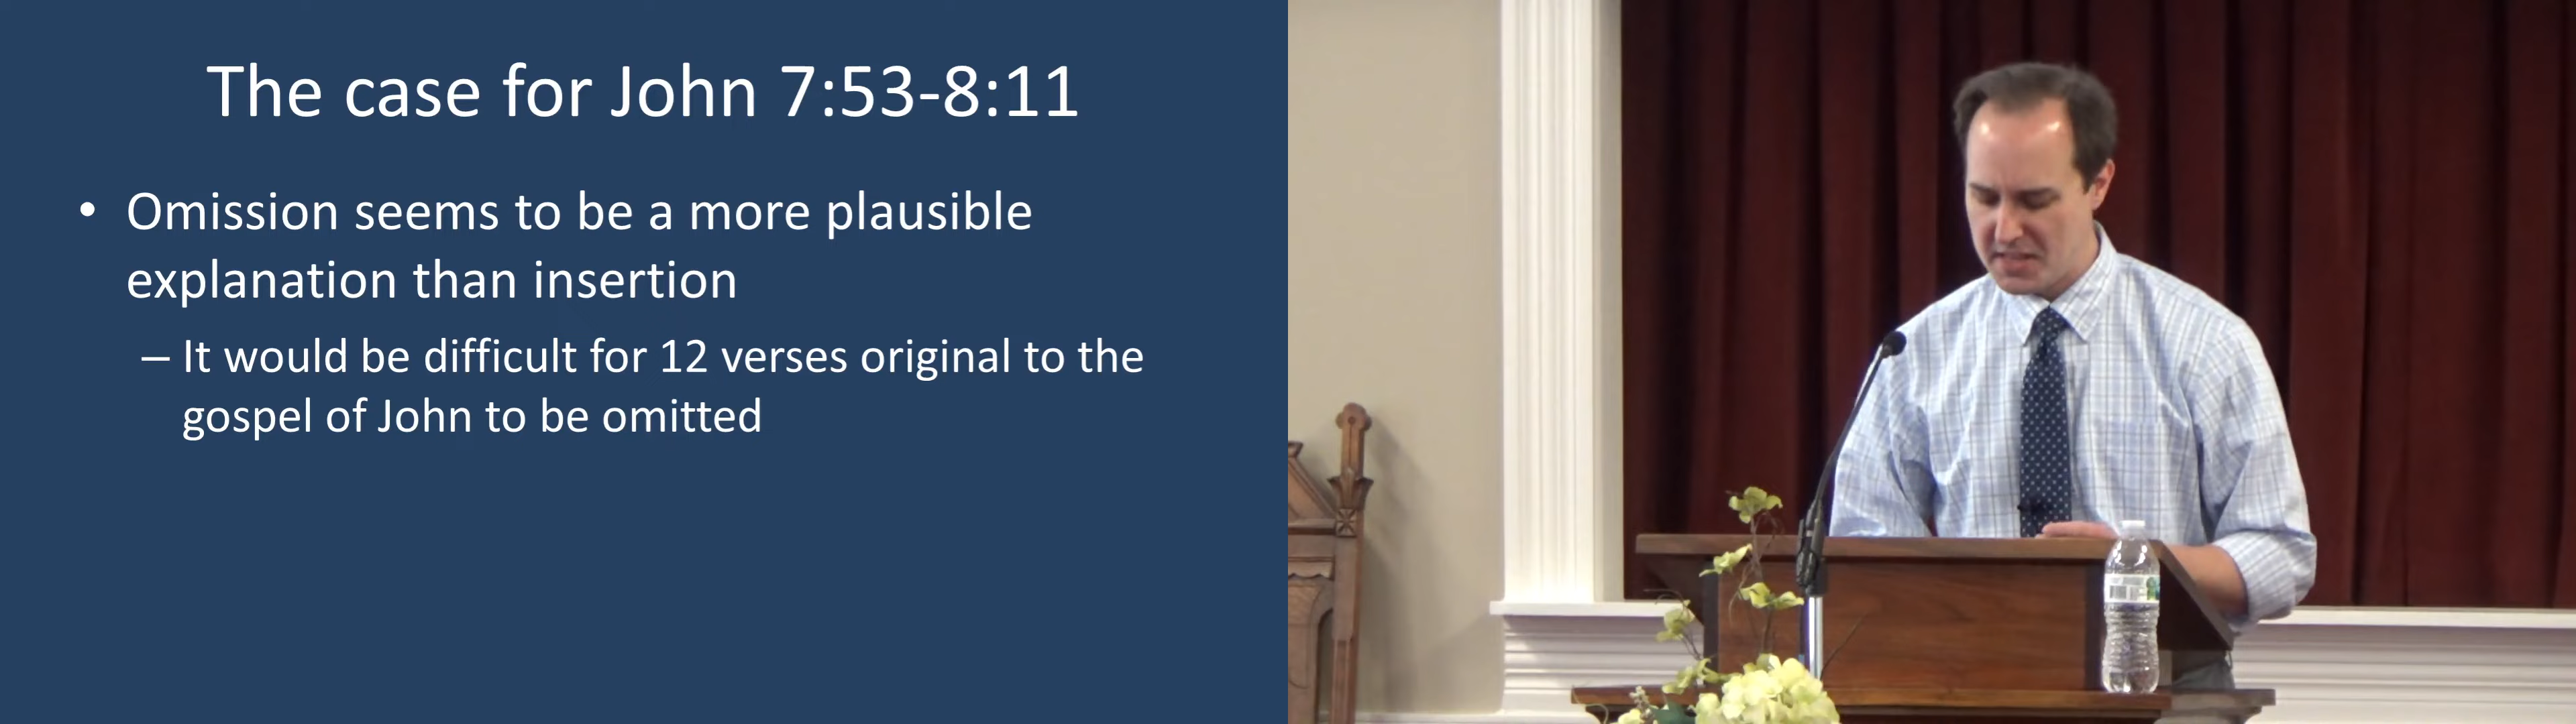 The case for John 7:53-8:11
• Omission seems to be a more plausible
explanation than insertion
– It would be difficult for 12 verses original to the
gospel of John to be omitted